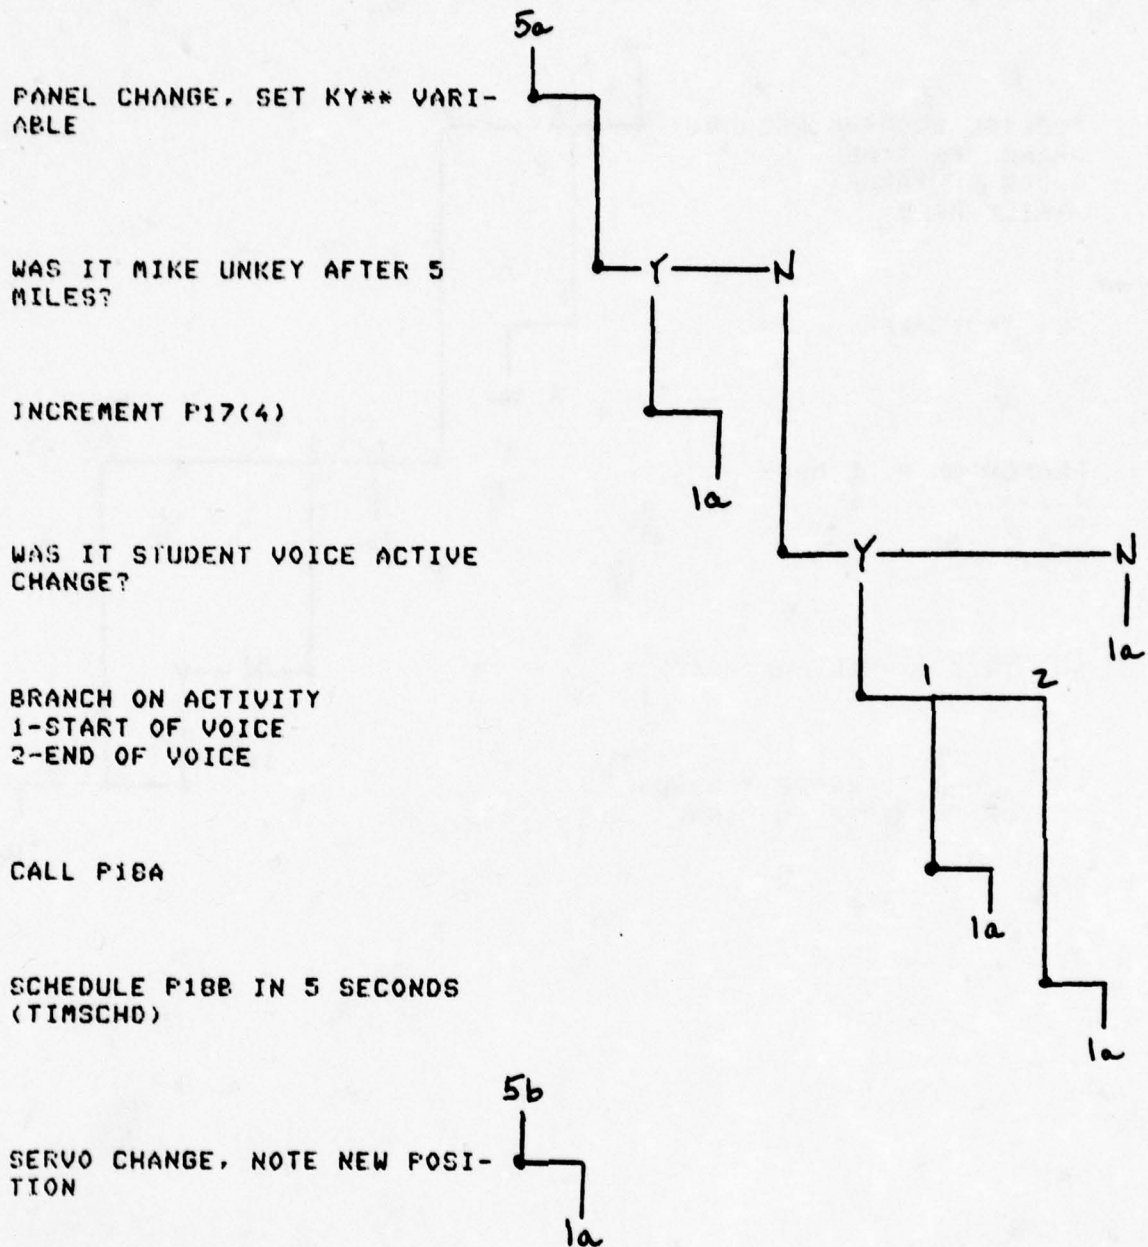 5a
PANEL CHANGE, SET KY** VARI-
ABLE
WAS IT MIKE UNKEY AFTER 5
MILES?
Y N
INCREMENT P17(4)
1a
WAS IT STUDENT VOICE ACTIVE
CHANGE?
Y N
1a
BRANCH ON ACTIVITY
1-START OF VOICE
2-END OF VOICE
1 2
CALL P18A
1a
SCHEDULE P18B IN 5 SECONDS
(TIMSCHD)
1a
5b
SERVO CHANGE, NOTE NEW POSI-
TION
1a